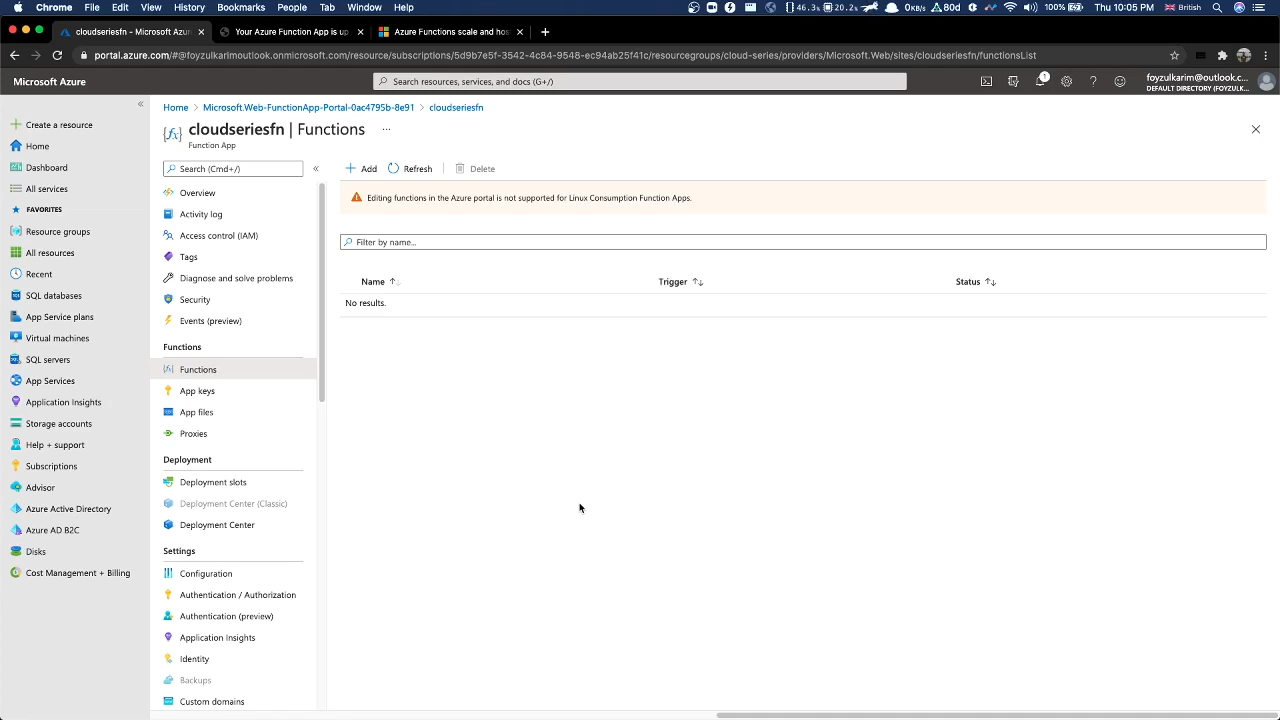 Chrome File Edit View History Bookmarks People Tab Window Help 46.3s 20.2s 0kʙ/s 80d 100% Thu 10:05 PM British
cloudseriesfn - Microsoft Azur × Your Azure Function App is up × Azure Functions scale and hos ×
portal.azure.com/#@foyzulkarimoutlook.onmicrosoft.com/resource/subscriptions/5d9b7e5f-3542-4c84-9548-ec94ab25f41c/resourcegroups/cloud-series/providers/Microsoft.Web/sites/cloudseriesfn/functionsList
Microsoft Azure
Search resources, services, and docs (G+/)
1
foyzulkarim@outlook.c...
DEFAULT DIRECTORY (FOYZULK...
Create a resource
Home
Dashboard
All services
FAVORITES
Resource groups
All resources
Recent
SQL databases
App Service plans
Virtual machines
SQL servers
App Services
Application Insights
Storage accounts
Help + support
Subscriptions
Advisor
Azure Active Directory
Azure AD B2C
Disks
Cost Management + Billing
Home > Microsoft.Web-FunctionApp-Portal-0ac4795b-8e91 > cloudseriesfn
cloudseriesfn | Functions ...
Function App
Search (Cmd+/)
Overview
Activity log
Access control (IAM)
Tags
Diagnose and solve problems
Security
Events (preview)
Functions
Functions
App keys
App files
Proxies
Deployment
Deployment slots
Deployment Center (Classic)
Deployment Center
Settings
Configuration
Authentication / Authorization
Authentication (preview)
Application Insights
Identity
Backups
Custom domains
Add Refresh Delete
Editing functions in the Azure portal is not supported for Linux Consumption Function Apps.
Filter by name...
Name Trigger Status
No results.